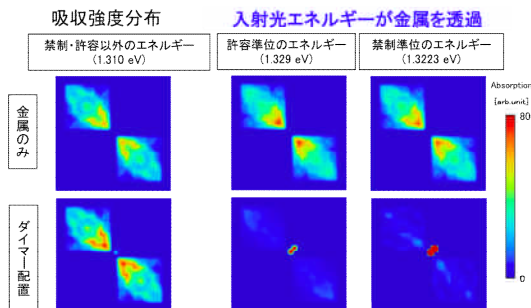 吸収強度分布
入射光エネルギーが金属を透過
禁制・許容以外のエネルギー
(1.310 eV)
許容準位のエネルギー
(1.329 eV)
禁制準位のエネルギー
(1.3223 eV)
Absorption
[arb.unit]
80
0
金属のみ
ダイマー配置